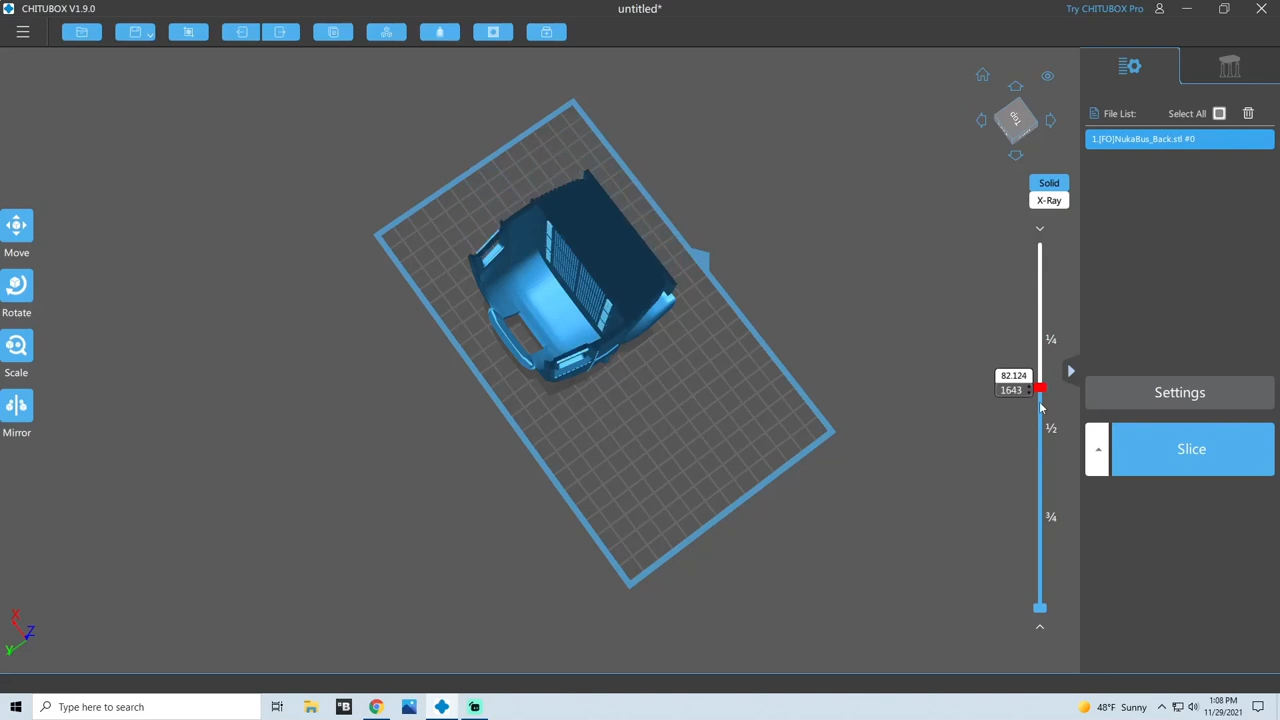 CHITUBOX V1.9.0
untitled*
Try CHITUBOX Pro
File List:
Select All
1.[FO]NukaBus_Back.stl #0
Solid
X-Ray
Move
Rotate
Scale
Mirror
¼
82.124
1643
½
¾
Settings
Slice
X
Z
Y
Type here to search
48°F Sunny
1:08 PM
11/29/2021